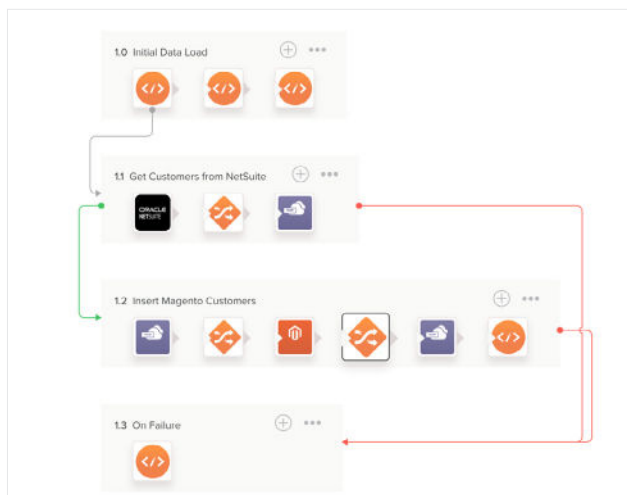 1.0 Initial Data Load
</>
</>
</>
1.1 Get Customers from NetSuite
ORACLE
NETSUITE
1.2 Insert Magento Customers
</>
1.3 On Failure
</>